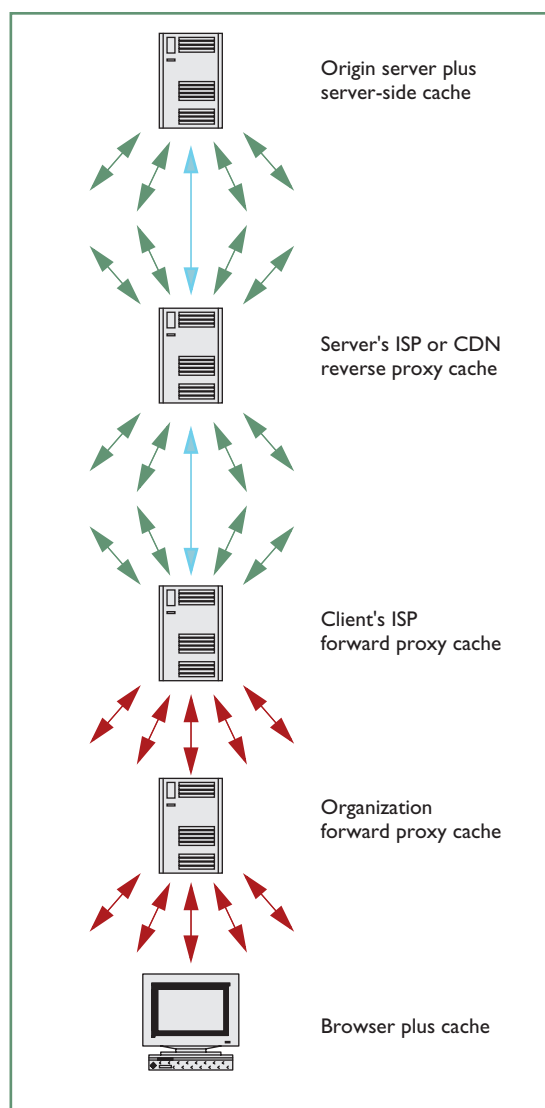 Origin server plus
server-side cache
Server's ISP or CDN
reverse proxy cache
Client's ISP
forward proxy cache
Organization
forward proxy cache
Browser plus cache